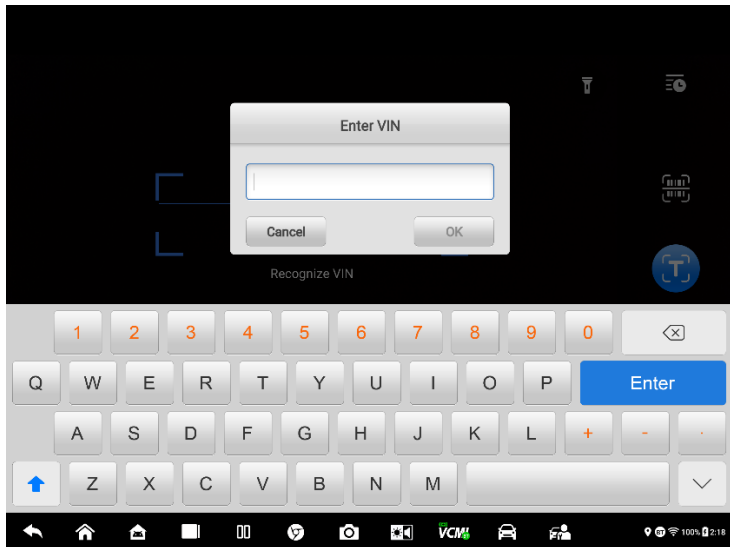 Enter VIN
Cancel OK
T
Recognize VIN
1 2 3 4 5 6 7 8 9 0
Q W E R T Y U I O P Enter
A S D F G H J K L + - .
Z X C V B N M
VCMI 100% 2:18